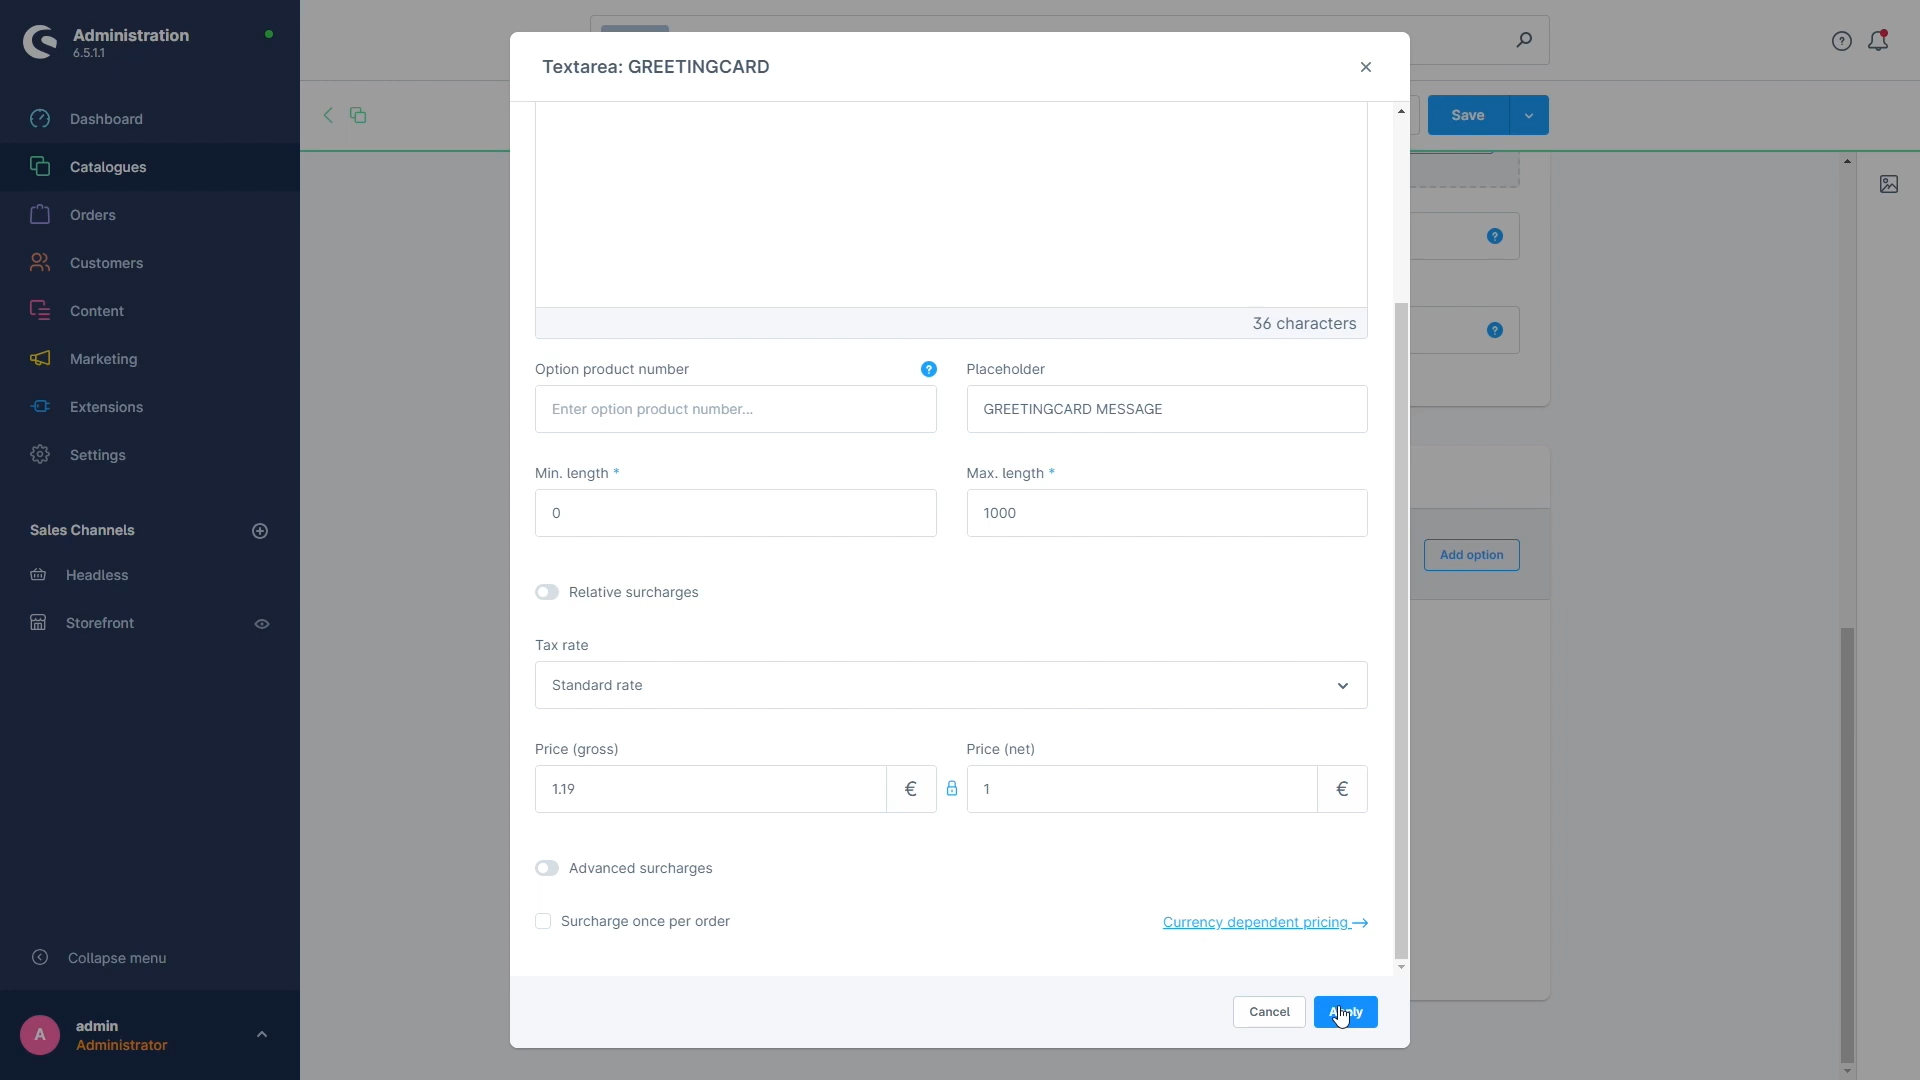 Administration
6.5.1.1
Dashboard
Catalogues
Orders
Customers
Content
Marketing
Extensions
Settings
Sales Channels
Headless
Storefront
Collapse menu
A
admin
Administrator
Save
Add option
Textarea: GREETINGCARD
36 characters
Option product number
?
Placeholder
Enter option product number...
GREETINGCARD MESSAGE
Min. length *
Max. length *
0
1000
Relative surcharges
Tax rate
Standard rate
Price (gross)
Price (net)
1.19
€
1
€
Advanced surcharges
Surcharge once per order
Currency dependent pricing →
Cancel
Apply